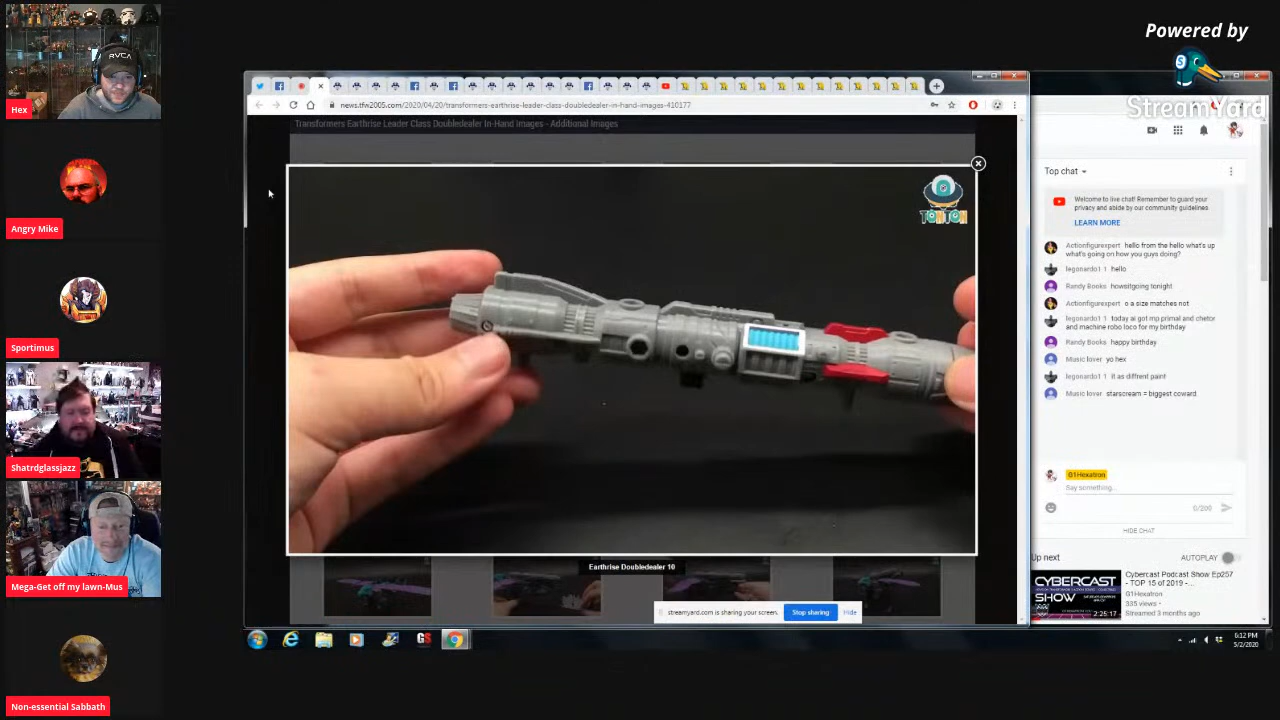 Powered by
StreamYard
RVCA
Hex
Angry Mike
Sportimus
Shatrdglassjazz
Mega-Get off my lawn-Mus
Non-essential Sabbath
news.tfw2005.com/2020/04/20/transformers-earthrise-leader-class-doubledealer-in-hand-images-410177
Transformers Earthrise Leader Class Doubledealer In-Hand Images - Additional Images
TONTON
Earthrise Doubledealer 10
streamyard.com is sharing your screen.
Stop sharing
Hide
Top chat
Welcome to live chat! Remember to guard your
privacy and abide by our community guidelines
LEARN MORE
Actionfigurexpert hello from the hello what's up
what's going on how you guys doing?
legonardo1 1 hello
Randy Books howsitgoing tonight
Actionfigurexpert o a size matches not
legonardo1 1 today ai got mp primal and chetor
and machine robo loco for my birthday
Randy Books happy birthday
Music lover yo hex
legonardo1 1 it as diffrent paint
Music lover starscream = biggest coward
G1Hexatron
Say something...
0/200
HIDE CHAT
Up next
AUTOPLAY
CYBERCAST
SHOW
2:25:17
Cybercast Podcast Show Ep257
- TOP 15 of 2019 -...
G1Hexatron
335 views •
Streamed 3 months ago
GS
6:12 PM
5/2/2020